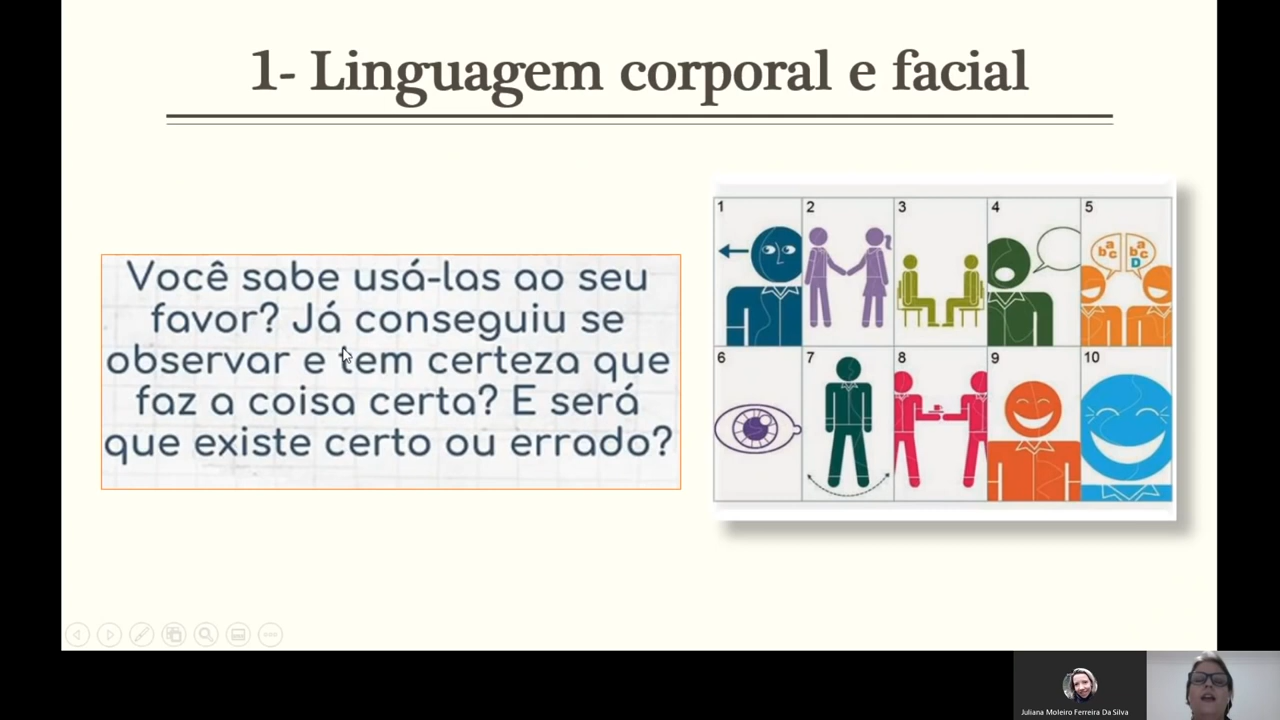 1- Linguagem corporal e facial
Você sabe usá-las ao seu
favor? Já conseguiu se
observar e tem certeza que
faz a coisa certa? E será
que existe certo ou errado?
1
2
3
4
5
a
bc
a
bc
D
6
7
8
9
10
Juliana Moleiro Ferreira Da Silva